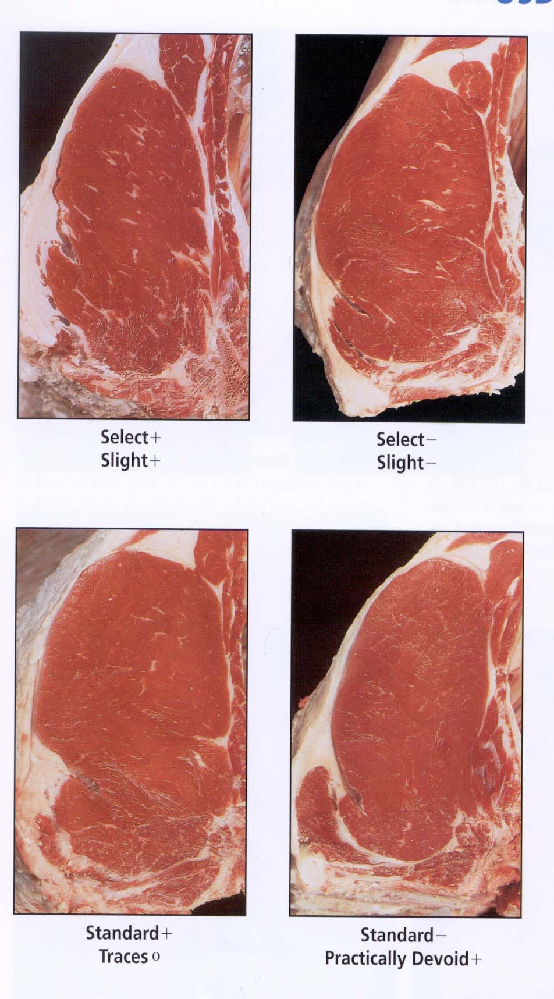 Select+
Slight+
Select−
Slight−
Standard+
Traces o
Standard−
Practically Devoid+